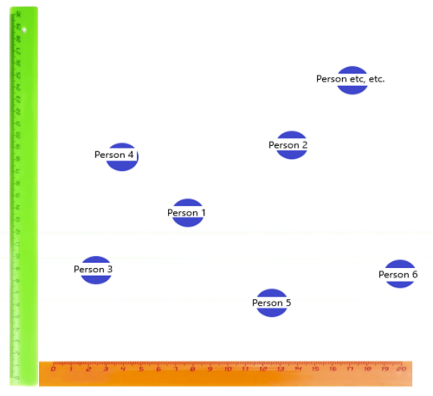 Person etc, etc.
Person 2
Person 4
Person 1
Person 3
Person 6
Person 5
0 1 2 3 4 5 6 7 8 9 10 11 12 13 14 15 16 17 18 19 20